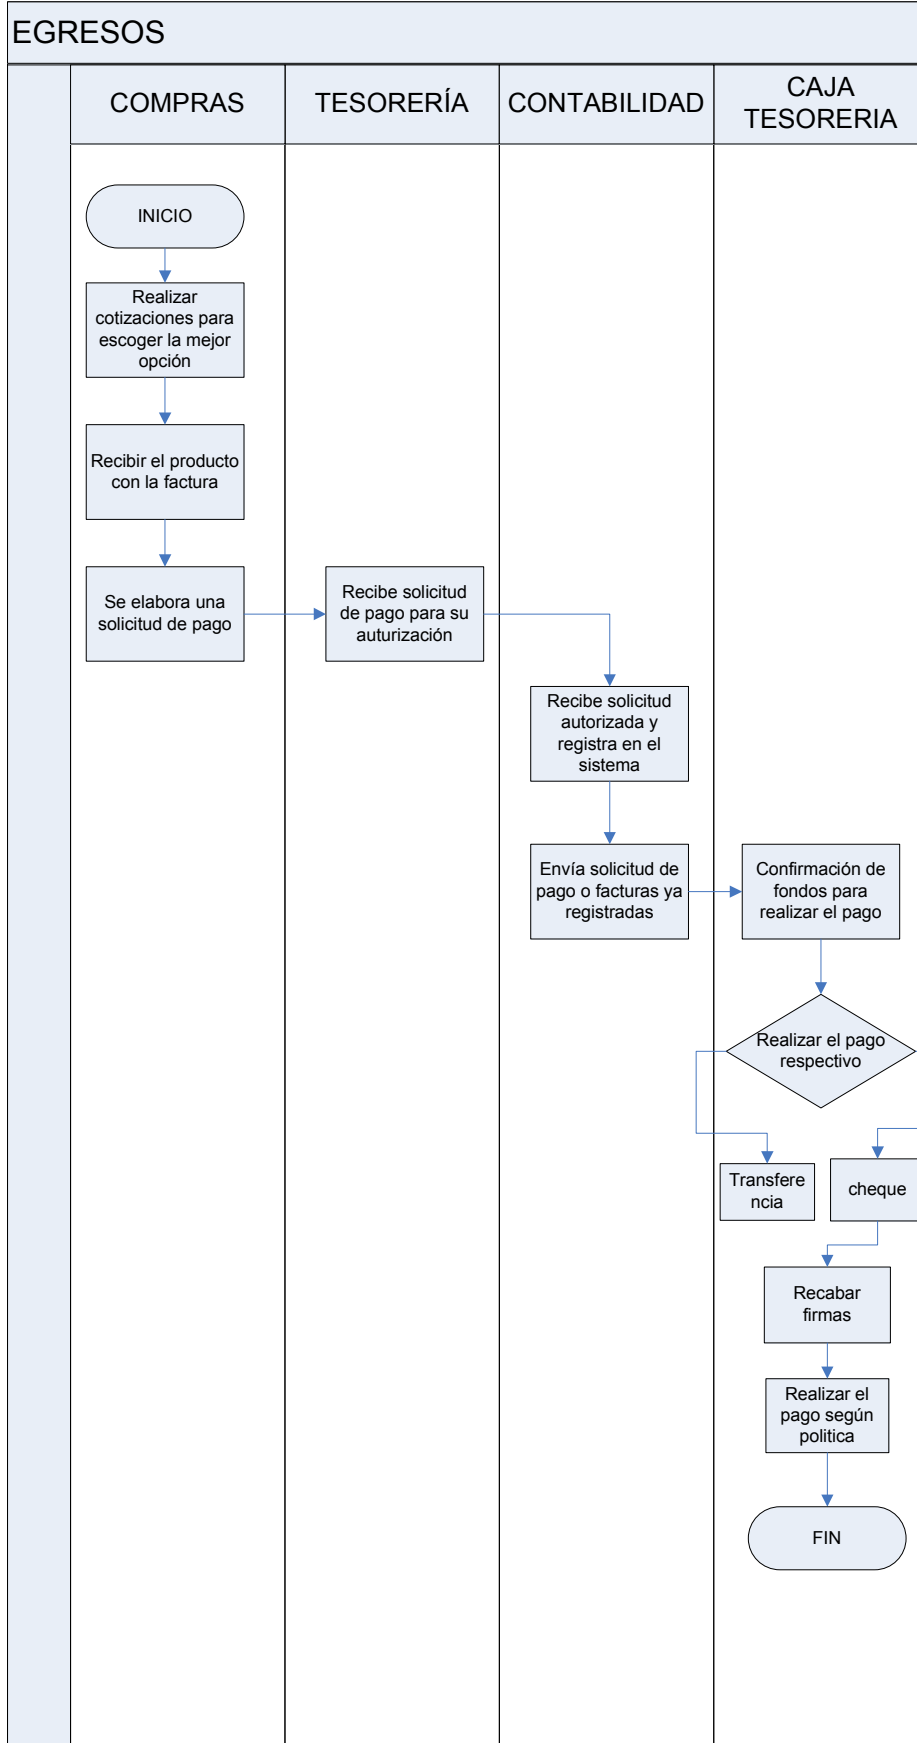 EGRESOS
COMPRAS
TESORERÍA
CONTABILIDAD
CAJA
TESORERIA
INICIO
Realizar
cotizaciones para
escoger la mejor
opción
Recibir el producto
con la factura
Se elabora una
solicitud de pago
Recibe solicitud
de pago para su
auturización
Recibe solicitud
autorizada y
registra en el
sistema
Envía solicitud de
pago o facturas ya
registradas
Confirmación de
fondos para
realizar el pago
Realizar el pago
respectivo
Transfere
ncia
cheque
Recabar
firmas
Realizar el
pago según
politica
FIN